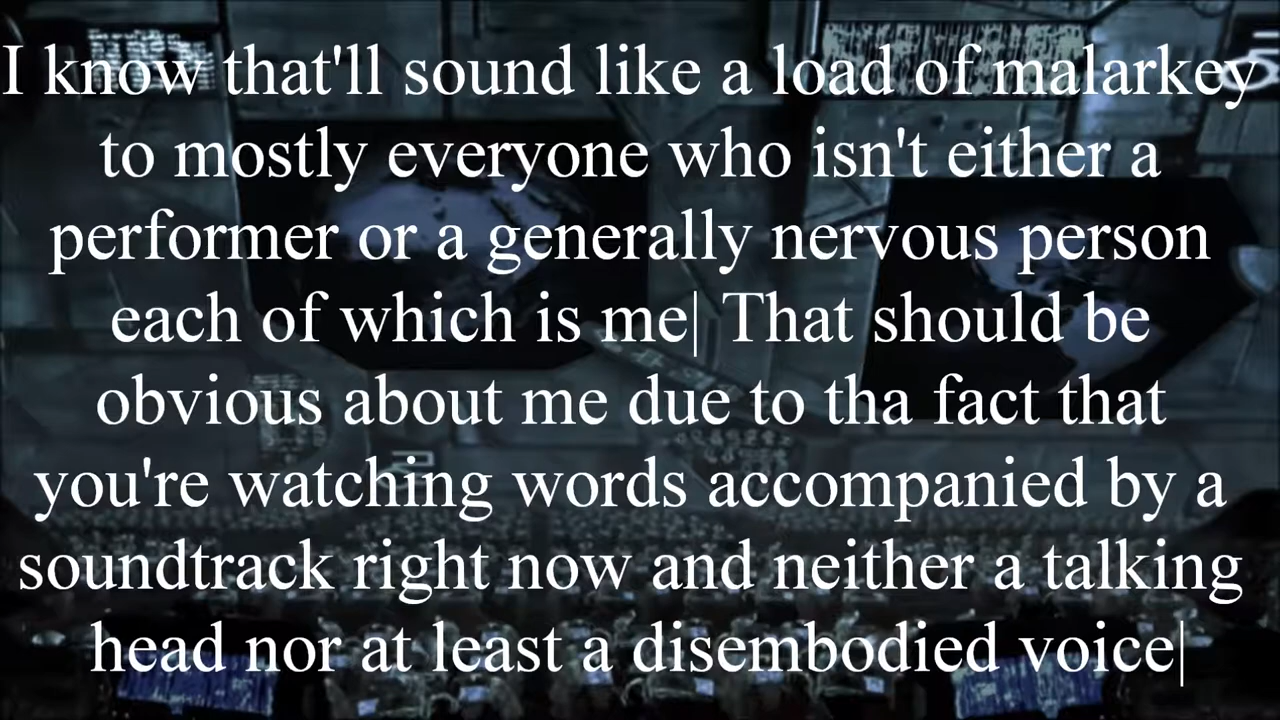 I know that'll sound like a load of malarkey
to mostly everyone who isn't either a
performer or a generally nervous person
each of which is me| That should be
obvious about me due to tha fact that
you're watching words accompanied by a
soundtrack right now and neither a talking
head nor at least a disembodied voice|